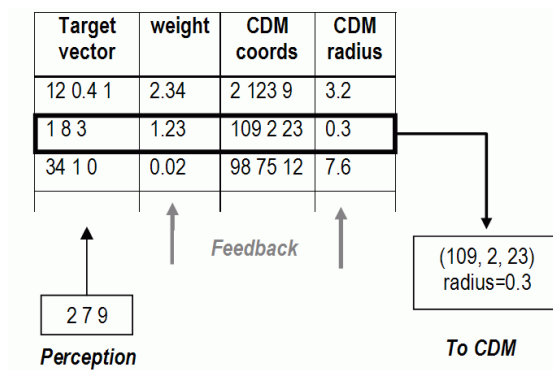 Target vector weight CDM coords CDM radius
12 0.4 1 2.34 2 123 9 3.2
1 8 3 1.23 109 2 23 0.3
34 1 0 0.02 98 75 12 7.6
Feedback
(109, 2, 23)
radius=0.3
2 7 9
Perception
To CDM